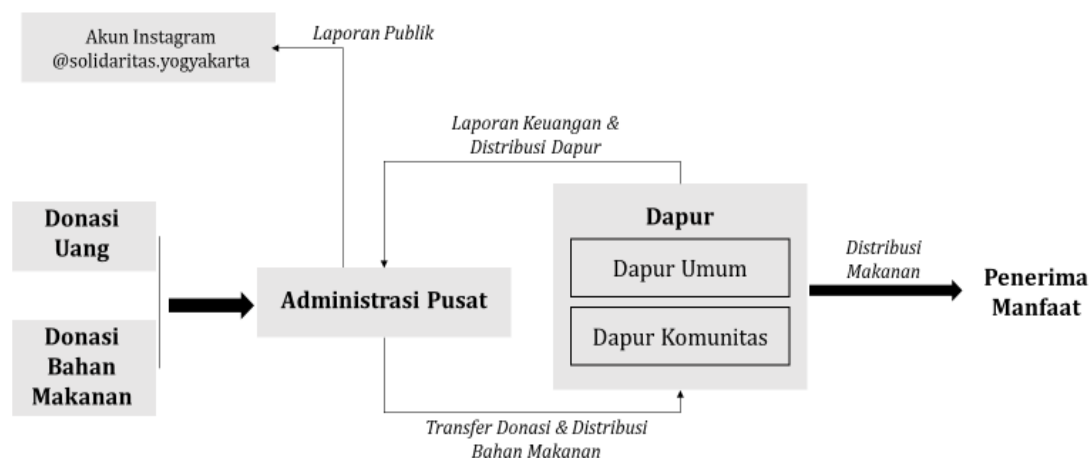 Akun Instagram
@solidaritas.yogyakarta
Laporan Publik
Laporan Keuangan &
Distribusi Dapur
Donasi
Uang
Donasi
Bahan
Makanan
Administrasi Pusat
Dapur
Dapur Umum
Dapur Komunitas
Distribusi
Makanan
Penerima
Manfaat
Transfer Donasi & Distribusi
Bahan Makanan